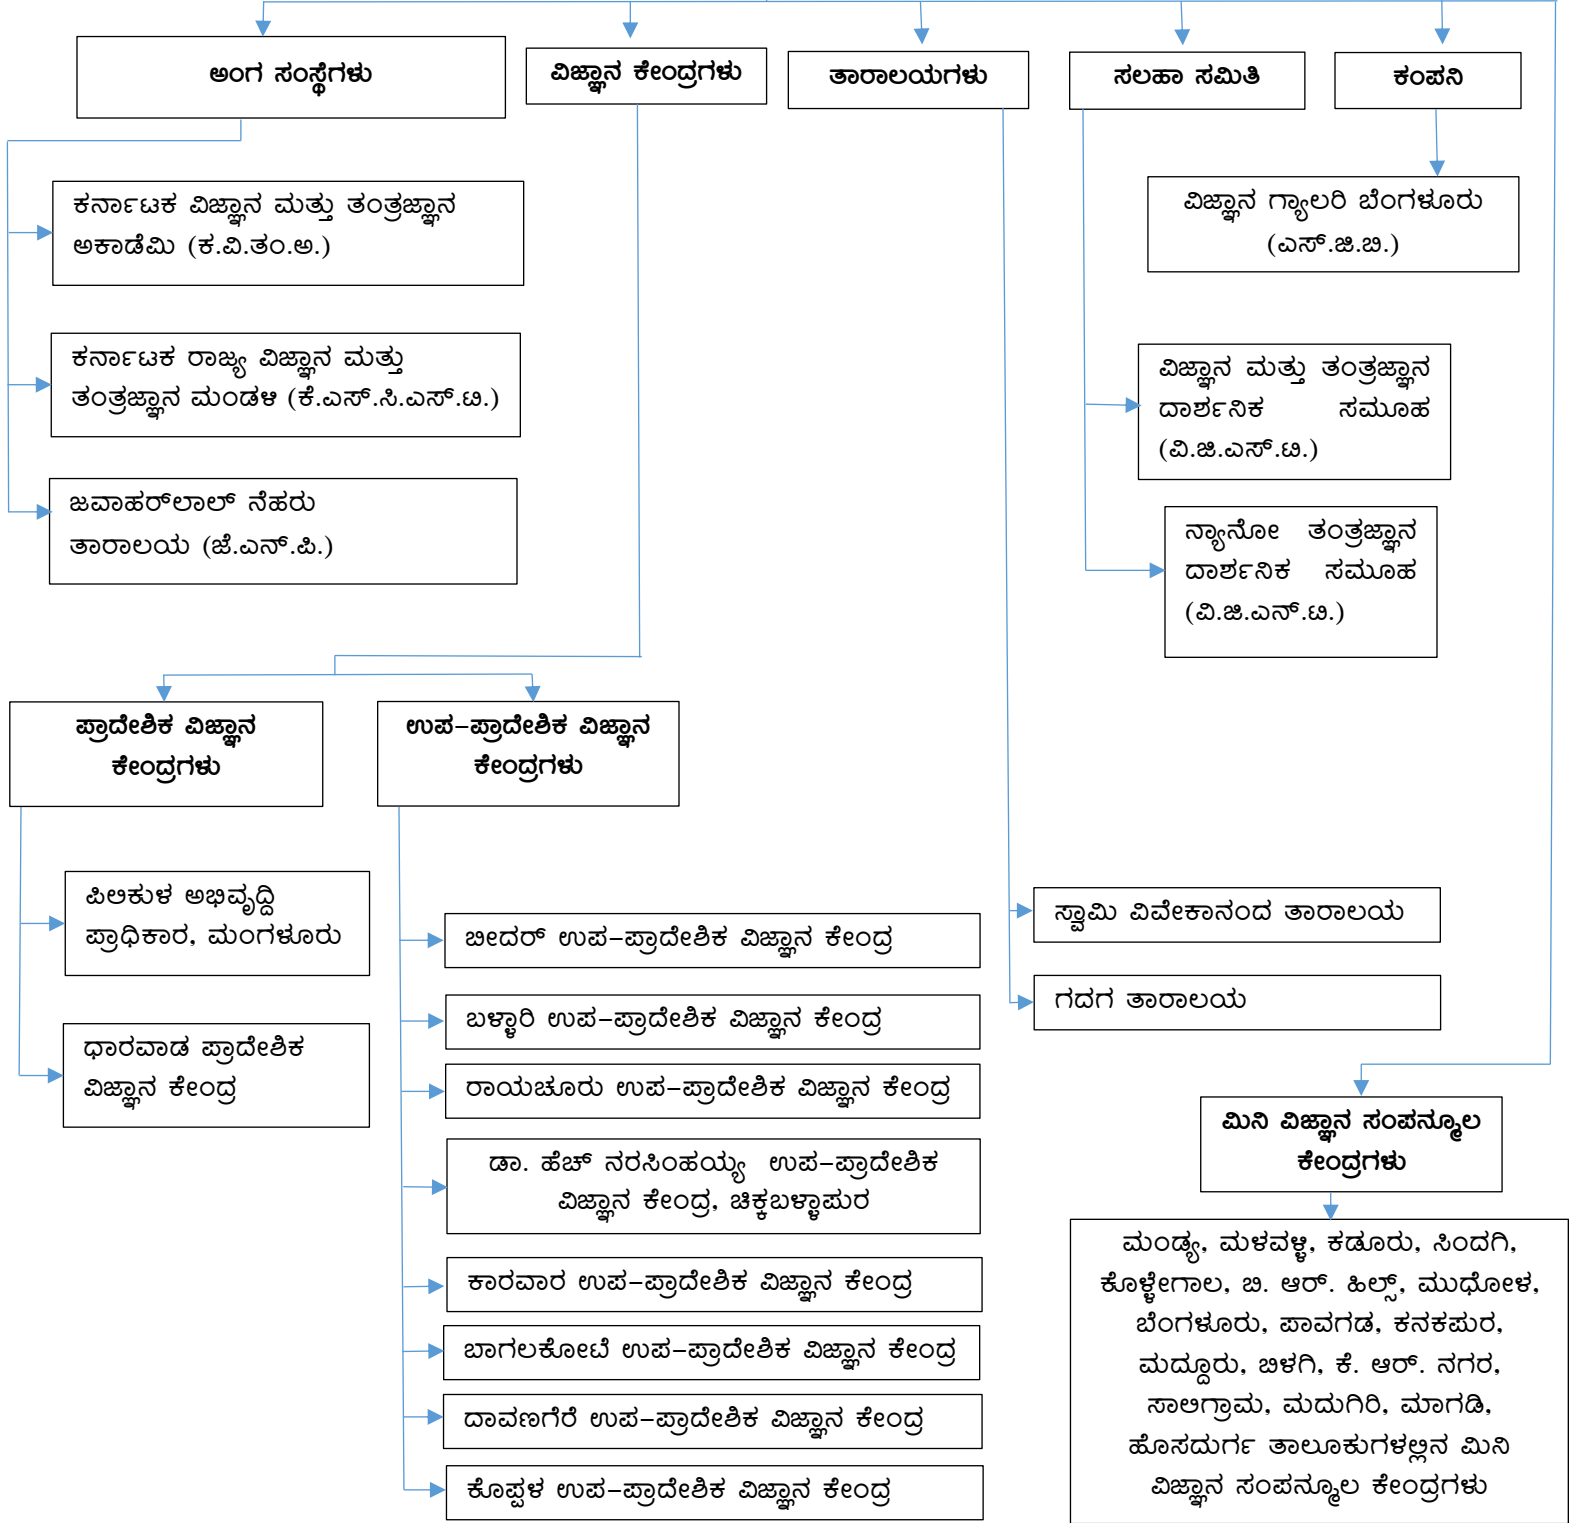 ಅಂಗ ಸಂಸ್ಥೆಗಳು
ವಿಜ್ಞಾನ ಕೇಂದ್ರಗಳು
ತಾರಾಲಯಗಳು
ಸಲಹಾ ಸಮಿತಿ
ಕಂಪನಿ
ಕರ್ನಾಟಕ ವಿಜ್ಞಾನ ಮತ್ತು ತಂತ್ರಜ್ಞಾನ
ಅಕಾಡೆಮಿ (ಕ.ವಿ.ತಂ.ಅ.)
ಕರ್ನಾಟಕ ರಾಜ್ಯ ವಿಜ್ಞಾನ ಮತ್ತು
ತಂತ್ರಜ್ಞಾನ ಮಂಡಳಿ (ಕೆ.ಎಸ್.ಸಿ.ಎಸ್.ಟಿ.)
ಜವಾಹರ್‌ಲಾಲ್ ನೆಹರು
ತಾರಾಲಯ (ಜೆ.ಎನ್.ಪಿ.)
ವಿಜ್ಞಾನ ಗ್ಯಾಲರಿ ಬೆಂಗಳೂರು
(ಎಸ್.ಜಿ.ಬಿ.)
ವಿಜ್ಞಾನ ಮತ್ತು ತಂತ್ರಜ್ಞಾನ
ದಾರ್ಶನಿಕ ಸಮೂಹ
(ವಿ.ಜಿ.ಎಸ್.ಟಿ.)
ನ್ಯಾನೋ ತಂತ್ರಜ್ಞಾನ
ದಾರ್ಶನಿಕ ಸಮೂಹ
(ವಿ.ಜಿ.ಎನ್.ಟಿ.)
ಪ್ರಾದೇಶಿಕ ವಿಜ್ಞಾನ
ಕೇಂದ್ರಗಳು
ಉಪ–ಪ್ರಾದೇಶಿಕ ವಿಜ್ಞಾನ
ಕೇಂದ್ರಗಳು
ಪಿಲಿಕುಳ ಅಭಿವೃದ್ದಿ
ಪ್ರಾಧಿಕಾರ, ಮಂಗಳೂರು
ಧಾರವಾಡ ಪ್ರಾದೇಶಿಕ
ವಿಜ್ಞಾನ ಕೇಂದ್ರ
ಬೀದರ್ ಉಪ–ಪ್ರಾದೇಶಿಕ ವಿಜ್ಞಾನ ಕೇಂದ್ರ
ಬಳ್ಳಾರಿ ಉಪ–ಪ್ರಾದೇಶಿಕ ವಿಜ್ಞಾನ ಕೇಂದ್ರ
ರಾಯಚೂರು ಉಪ–ಪ್ರಾದೇಶಿಕ ವಿಜ್ಞಾನ ಕೇಂದ್ರ
ಡಾ. ಹೆಚ್ ನರಸಿಂಹಯ್ಯ ಉಪ–ಪ್ರಾದೇಶಿಕ
ವಿಜ್ಞಾನ ಕೇಂದ್ರ, ಚಿಕ್ಕಬಳ್ಳಾಪುರ
ಕಾರವಾರ ಉಪ–ಪ್ರಾದೇಶಿಕ ವಿಜ್ಞಾನ ಕೇಂದ್ರ
ಬಾಗಲಕೋಟೆ ಉಪ–ಪ್ರಾದೇಶಿಕ ವಿಜ್ಞಾನ ಕೇಂದ್ರ
ದಾವಣಗೆರೆ ಉಪ–ಪ್ರಾದೇಶಿಕ ವಿಜ್ಞಾನ ಕೇಂದ್ರ
ಕೊಪ್ಪಳ ಉಪ–ಪ್ರಾದೇಶಿಕ ವಿಜ್ಞಾನ ಕೇಂದ್ರ
ಸ್ವಾಮಿ ವಿವೇಕಾನಂದ ತಾರಾಲಯ
ಗದಗ ತಾರಾಲಯ
ಮಿನಿ ವಿಜ್ಞಾನ ಸಂಪನ್ಮೂಲ
ಕೇಂದ್ರಗಳು
ಮಂಡ್ಯ, ಮಳವಳ್ಳಿ, ಕಡೂರು, ಸಿಂದಗಿ,
ಕೊಳ್ಳೇಗಾಲ, ಬಿ. ಆರ್. ಹಿಲ್ಸ್, ಮುಧೋಳ,
ಬೆಂಗಳೂರು, ಪಾವಗಡ, ಕನಕಪುರ,
ಮದ್ದೂರು, ಬಿಳಗಿ, ಕೆ. ಆರ್. ನಗರ,
ಸಾಲಿಗ್ರಾಮ, ಮದುಗಿರಿ, ಮಾಗಡಿ,
ಹೊಸದುರ್ಗ ತಾಲೂಕುಗಳಲ್ಲಿನ ಮಿನಿ
ವಿಜ್ಞಾನ ಸಂಪನ್ಮೂಲ ಕೇಂದ್ರಗಳು